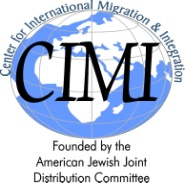 Center for International Migration & Integration
CIMI
Founded by the
American Jewish Joint
Distribution Committee